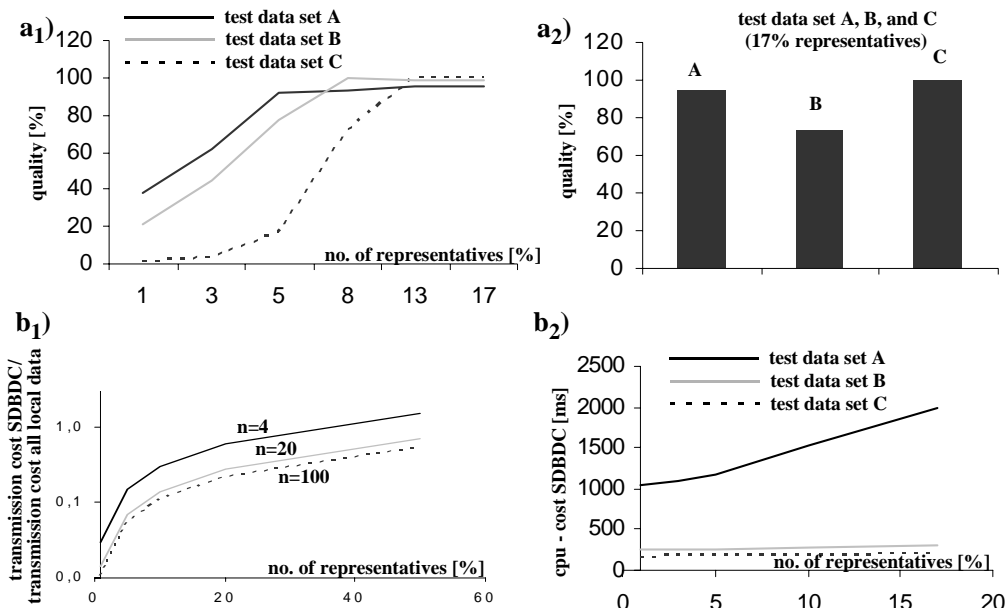 a1)
test data set A
test data set B
test data set C
quality [%]
120
100
80
60
40
20
0
no. of representatives [%]
1 3 5 8 13 17
a2)
test data set A, B, and C
(17% representatives)
quality [%]
120
100
80
60
40
20
0
A
B
C
b1)
transmission cost SDBDC/
transmission cost all local data
1,0
0,1
0,0
n=4
n=20
n=100
no. of representatives [%]
0 20 40 60
b2)
test data set A
test data set B
test data set C
cpu - cost SDBDC [ms]
2500
2000
1500
1000
500
0
no. of representatives [%]
0 5 10 15 20